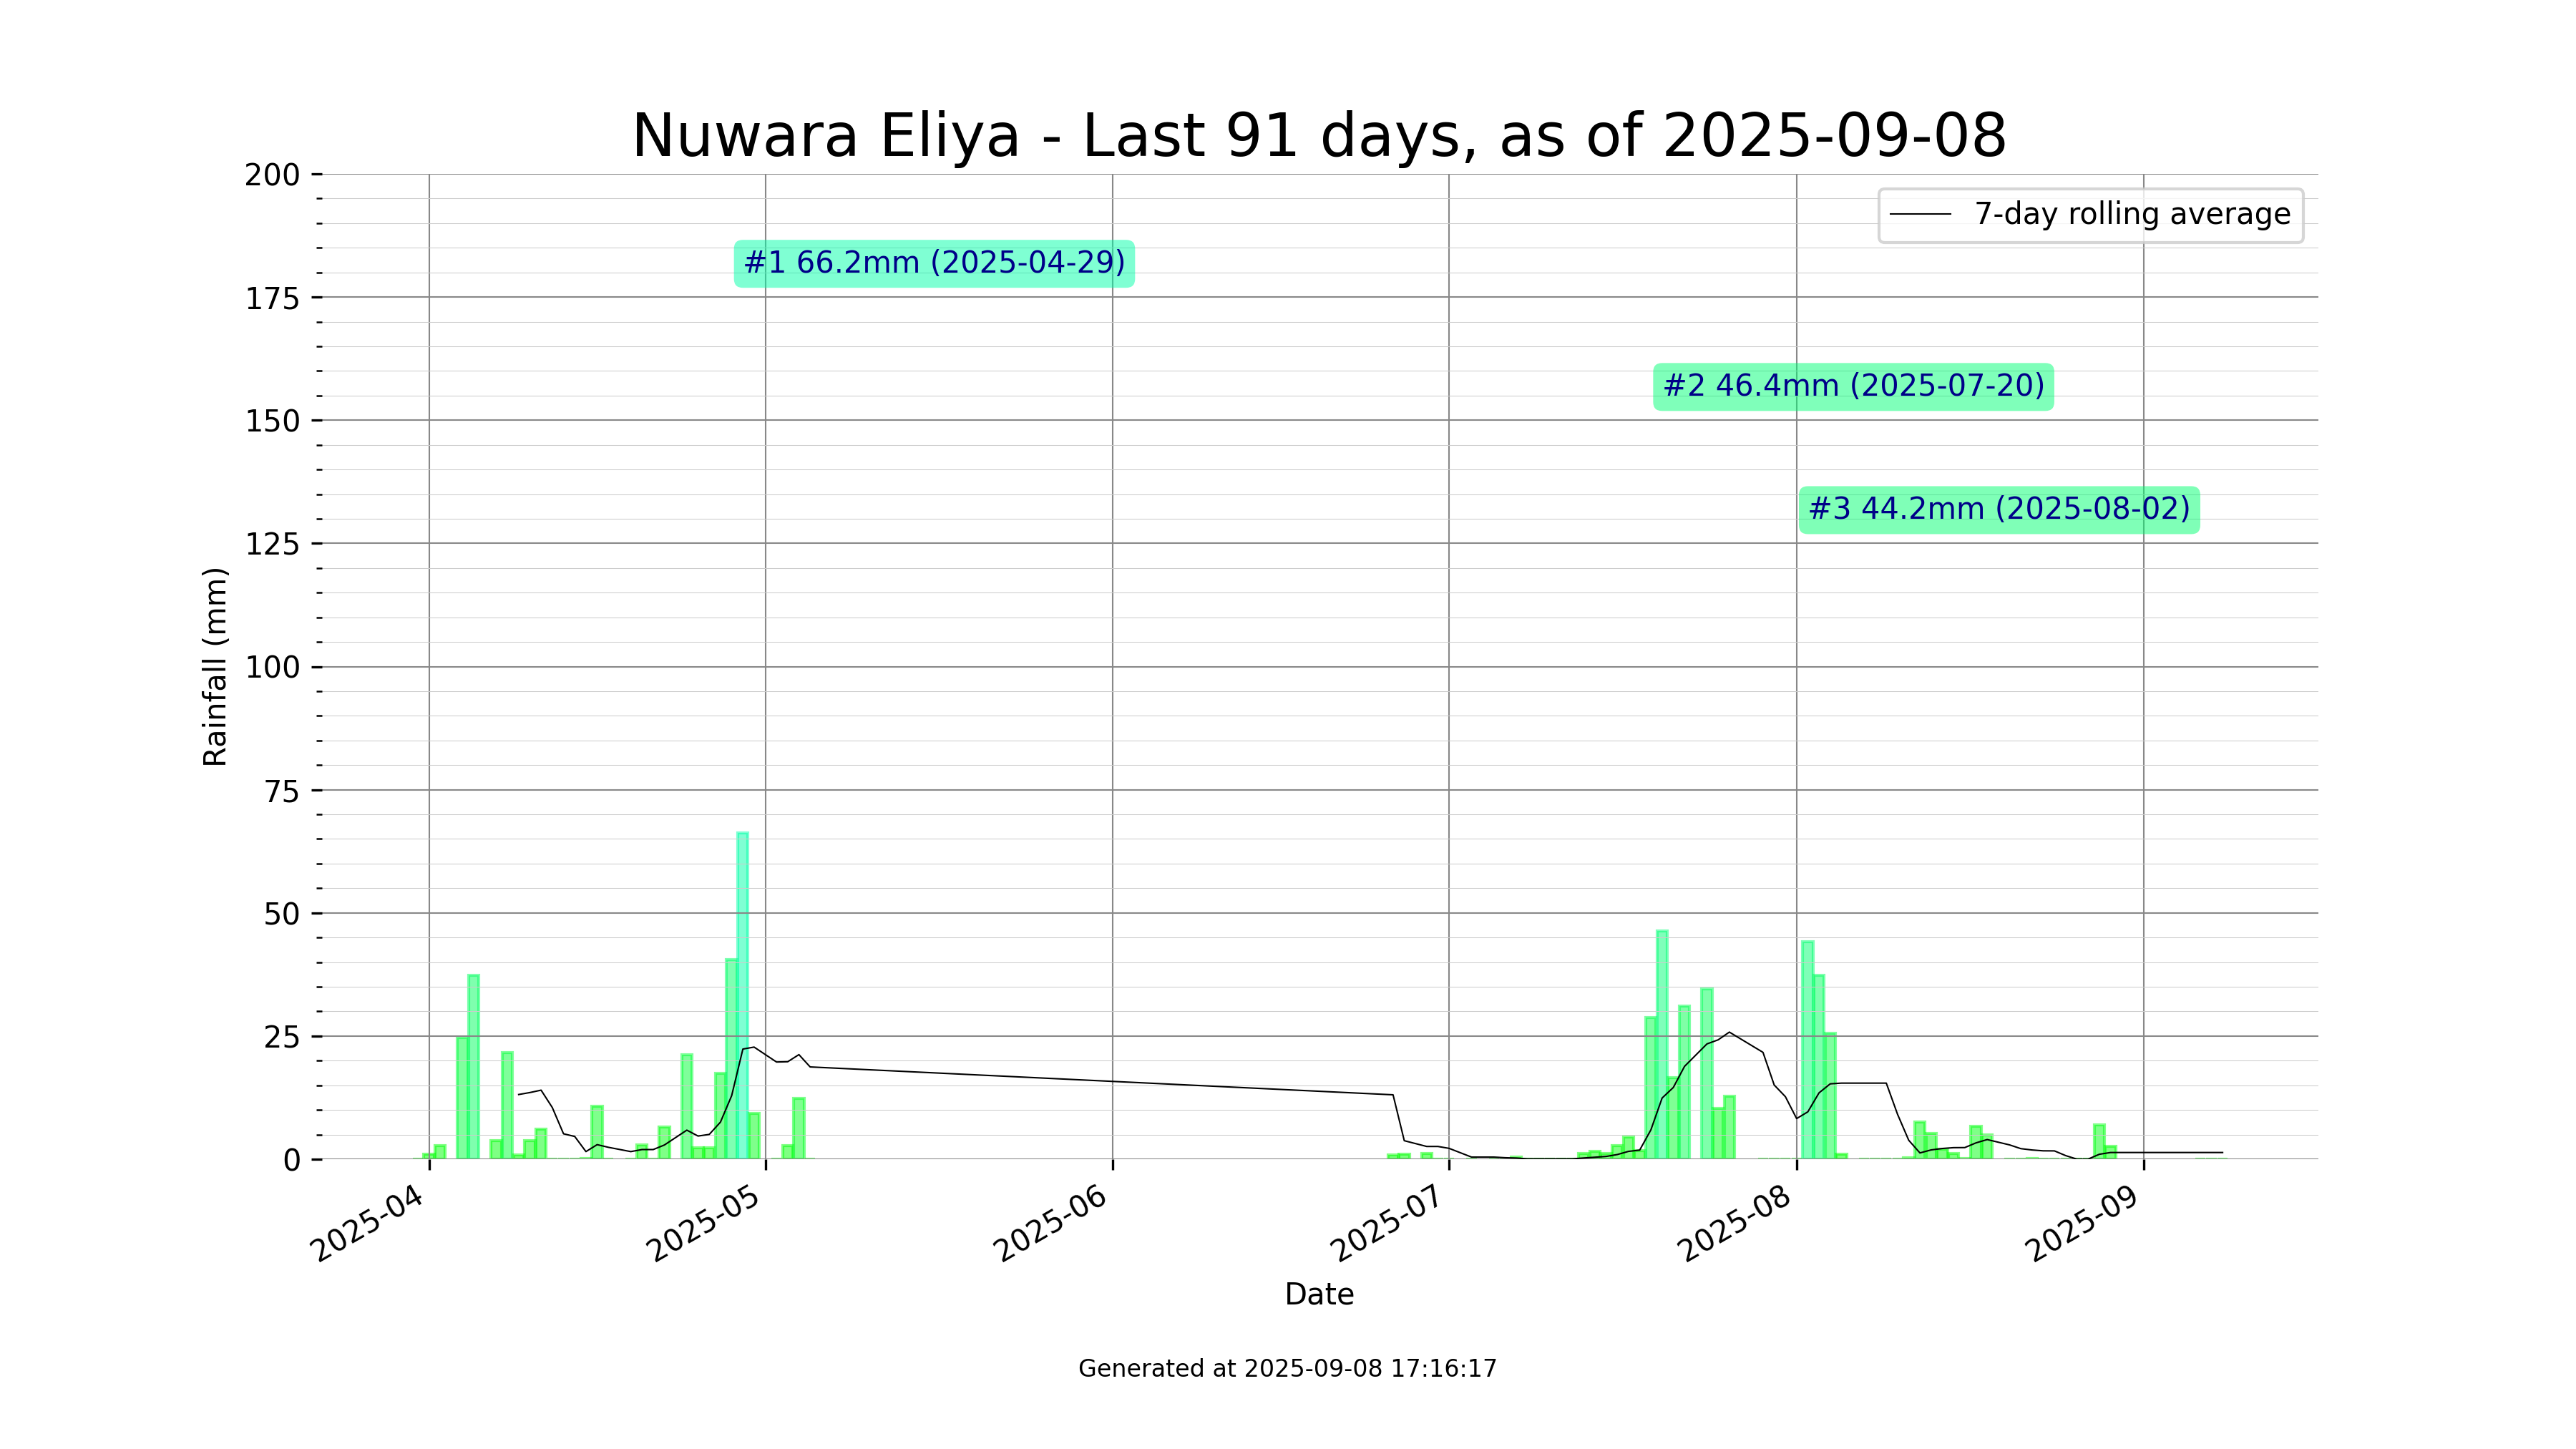 Nuwara Eliya - Last 91 days, as of 2025-09-08
7-day rolling average
#1 66.2mm (2025-04-29)
#2 46.4mm (2025-07-20)
#3 44.2mm (2025-08-02)
Rainfall (mm)
200
175
150
125
100
75
50
25
0
2025-04
2025-05
2025-06
2025-07
2025-08
2025-09
Date
Generated at 2025-09-08 17:16:17